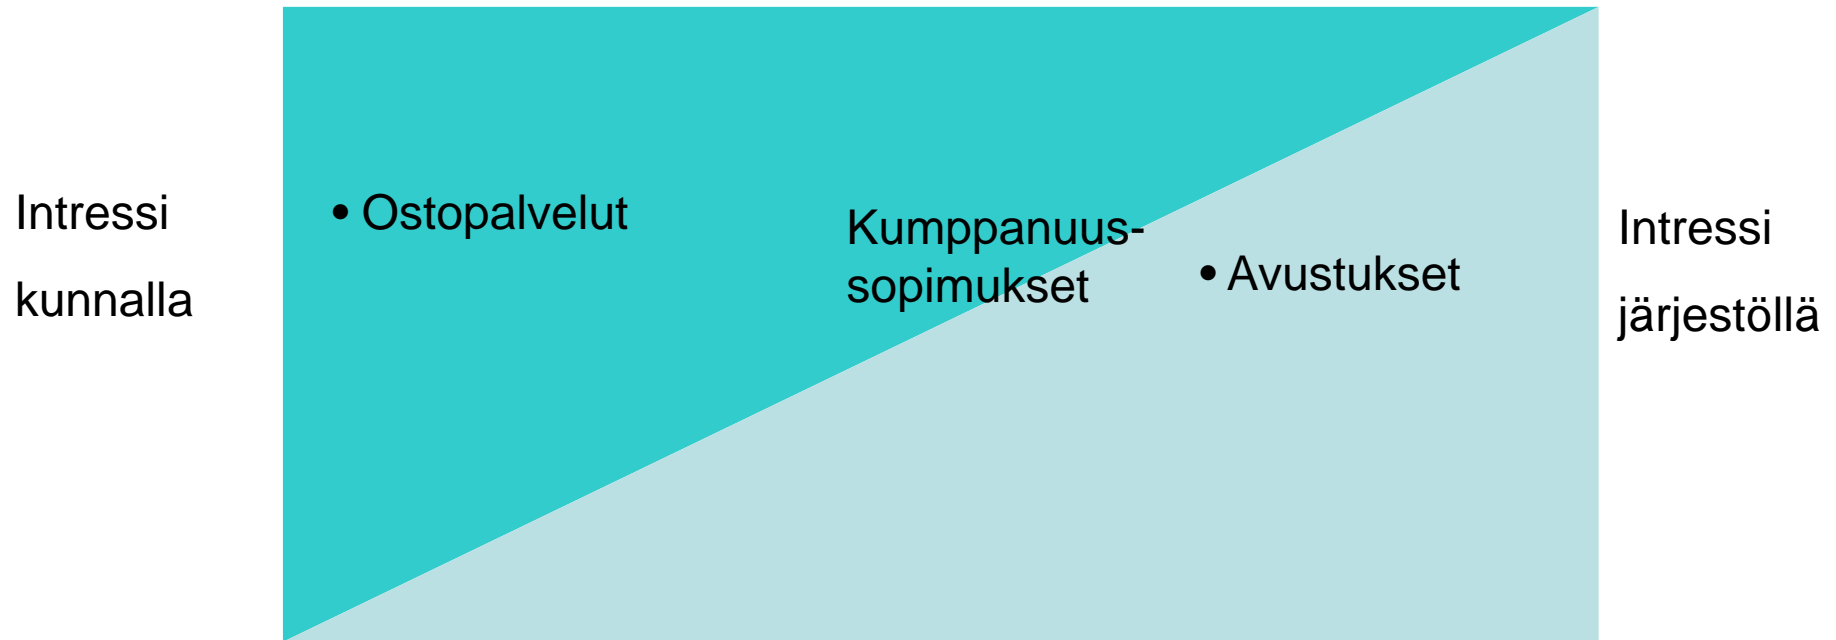 Intressi
kunnalla
• Ostopalvelut
Kumppanuus-
sopimukset
• Avustukset
Intressi
järjestöllä